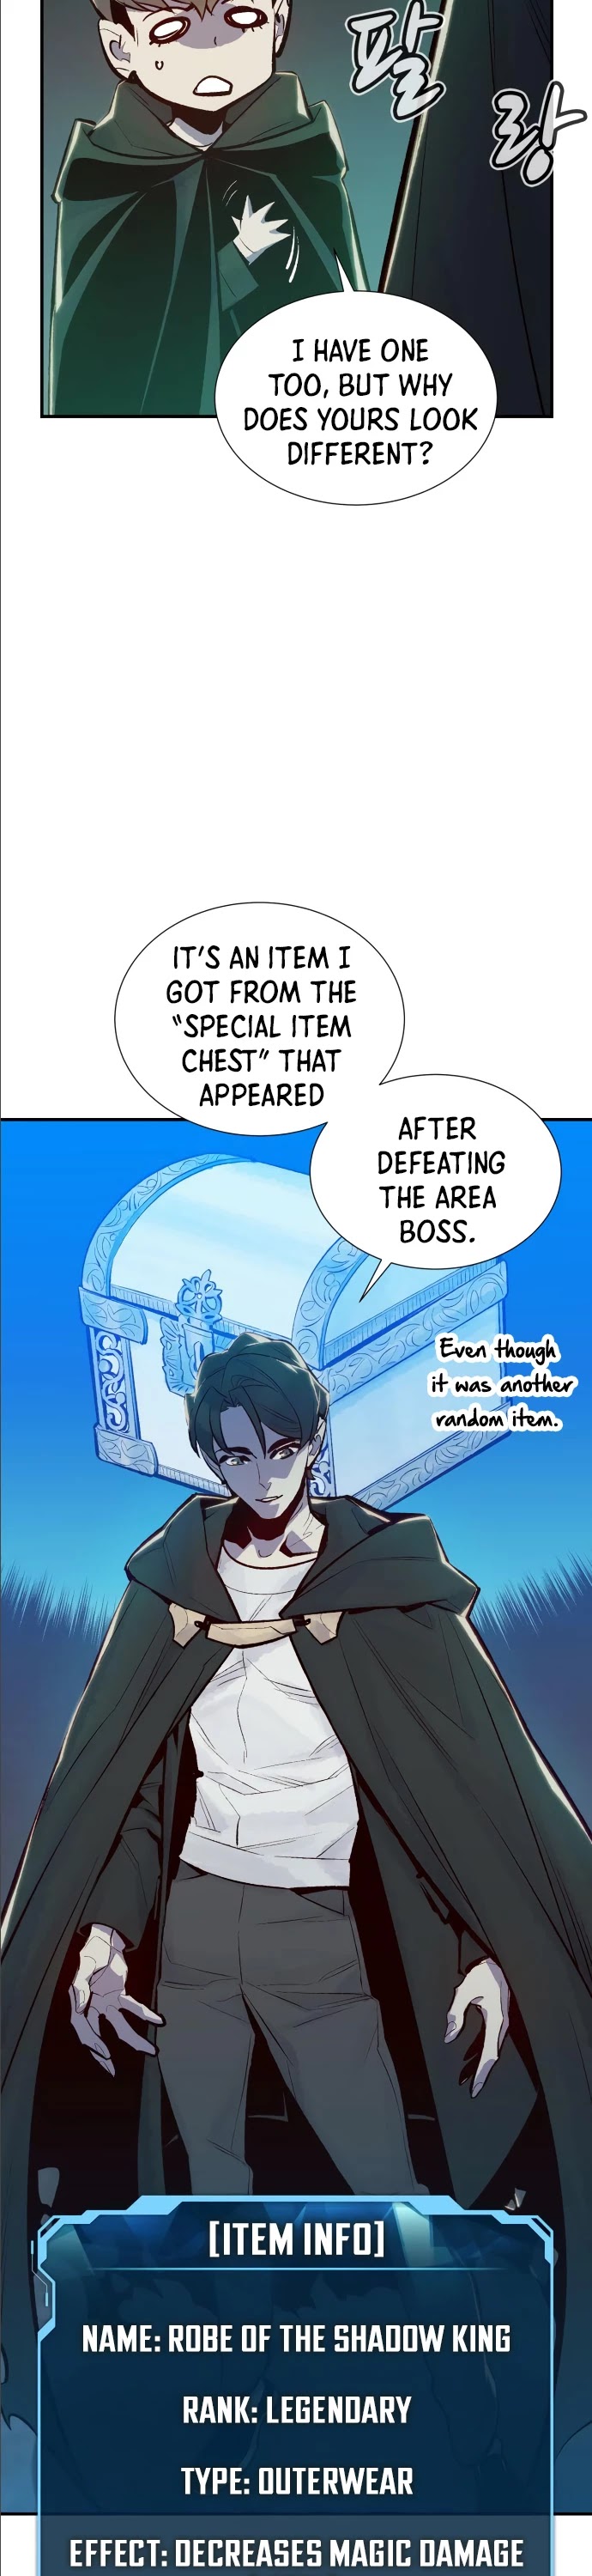 팔
랑
I HAVE ONE
TOO, BUT WHY
DOES YOURS LOOK
DIFFERENT?
IT'S AN ITEM I
GOT FROM THE
"SPECIAL ITEM
CHEST" THAT
APPEARED
AFTER
DEFEATING
THE AREA
BOSS.
Even though
it was another
random item.
[ITEM INFO]
NAME: ROBE OF THE SHADOW KING
RANK: LEGENDARY
TYPE: OUTERWEAR
EFFECT: DECREASES MAGIC DAMAGE